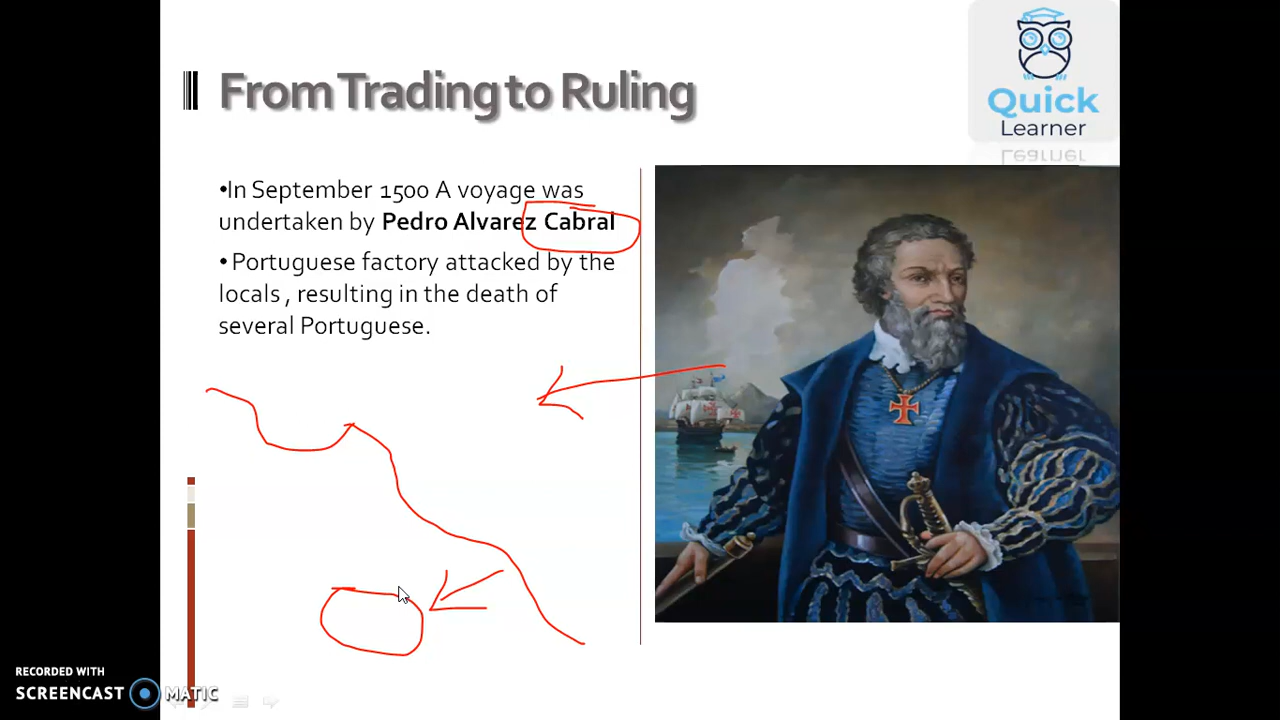 From Trading to Ruling
Quick
Learner
•In September 1500 A voyage was
undertaken by Pedro Alvarez Cabral
• Portuguese factory attacked by the
locals , resulting in the death of
several Portuguese.
RECORDED WITH
SCREENCAST MATIC